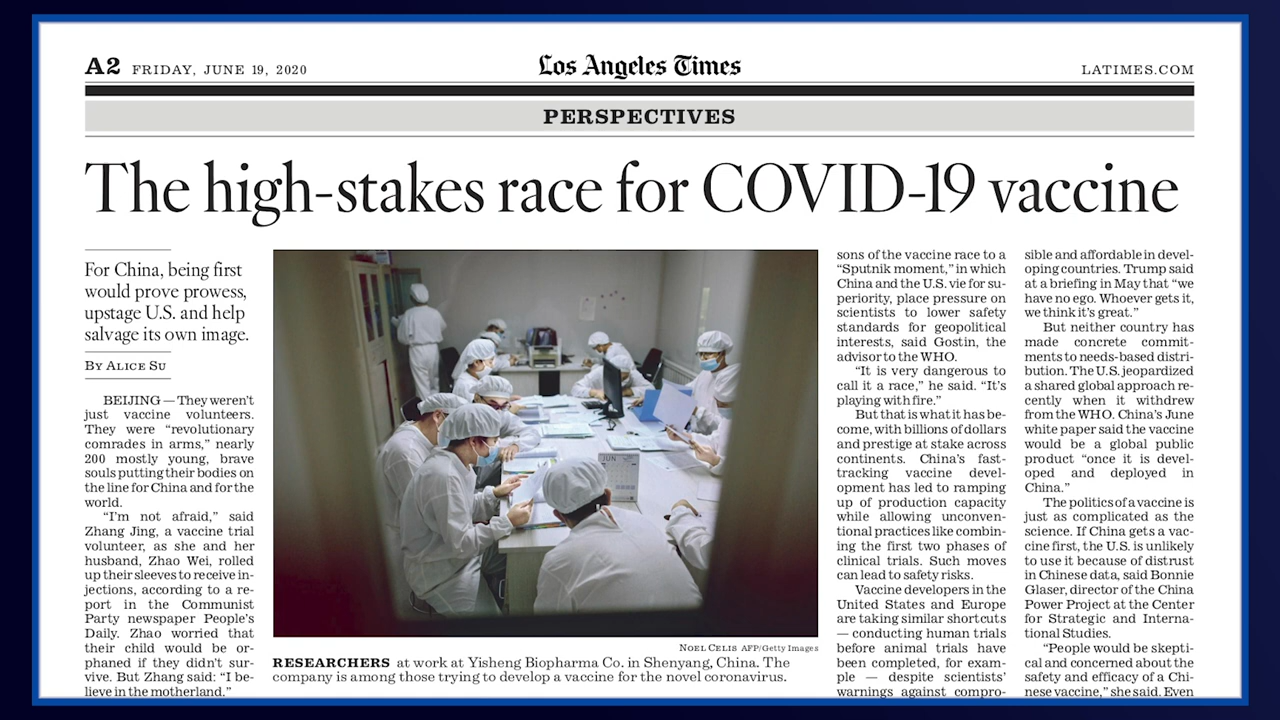 A2 FRIDAY, JUNE 19, 2020
Los Angeles Times
LATIMES.COM
PERSPECTIVES
The high-stakes race for COVID-19 vaccine
For China, being first
would prove prowess,
upstage U.S. and help
salvage its own image.
BY ALICE SU
BEIJING — They weren't
just vaccine volunteers.
They were “revolutionary
comrades in arms,” nearly
200 mostly young, brave
souls putting their bodies on
the line for China and for the
world.
“I'm not afraid,” said
Zhang Jing, a vaccine trial
volunteer, as she and her
husband, Zhao Wei, rolled
up their sleeves to receive in-
jections, according to a re-
port in the Communist
Party newspaper People's
Daily. Zhao worried that
their child would be or-
phaned if they didn't sur-
vive. But Zhang said: “I be-
lieve in the motherland.”
JUN
NOEL CELIS AFP/Getty Images
RESEARCHERS at work at Yisheng Biopharma Co. in Shenyang, China. The
company is among those trying to develop a vaccine for the novel coronavirus.
sons of the vaccine race to a
“Sputnik moment,” in which
China and the U.S. vie for su-
periority, place pressure on
scientists to lower safety
standards for geopolitical
interests, said Gostin, the
advisor to the WHO.
“It is very dangerous to
call it a race,” he said. “It's
playing with fire.”
But that is what it has be-
come, with billions of dollars
and prestige at stake across
continents. China's fast-
tracking vaccine devel-
opment has led to ramping
up of production capacity
while allowing unconven-
tional practices like combin-
ing the first two phases of
clinical trials. Such moves
can lead to safety risks.
Vaccine developers in the
United States and Europe
are taking similar shortcuts
— conducting human trials
before animal trials have
been completed, for exam-
ple — despite scientists'
warnings against compro-
sible and affordable in devel-
oping countries. Trump said
at a briefing in May that “we
have no ego. Whoever gets it,
we think it's great.”
But neither country has
made concrete commit-
ments to needs-based distri-
bution. The U.S. jeopardized
a shared global approach re-
cently when it withdrew
from the WHO. China's June
white paper said the vaccine
would be a global public
product “once it is devel-
oped and deployed in
China.”
The politics of a vaccine is
just as complicated as the
science. If China gets a vac-
cine first, the U.S. is unlikely
to use it because of distrust
in Chinese data, said Bonnie
Glaser, director of the China
Power Project at the Center
for Strategic and Interna-
tional Studies.
“People would be skepti-
cal and concerned about the
safety and efficacy of a Chi-
nese vaccine,” she said. Even